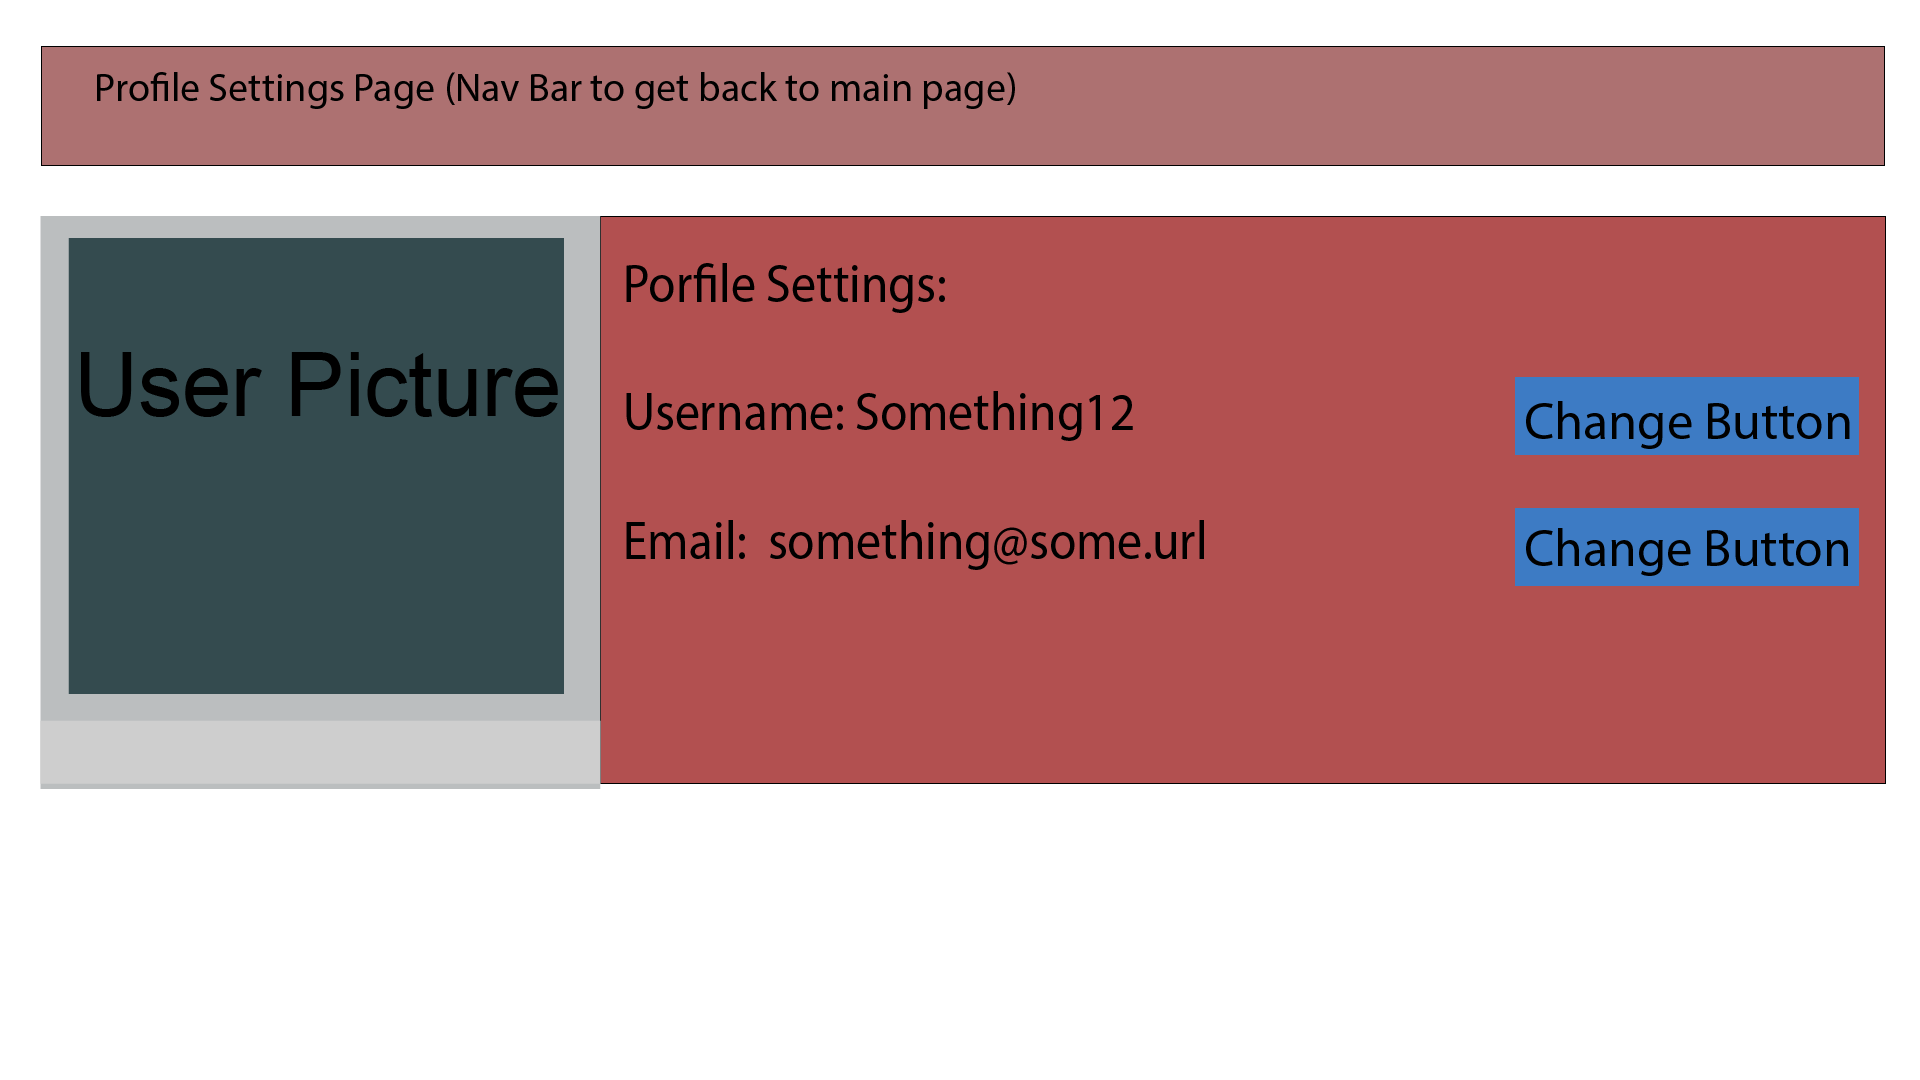 Profile Settings Page (Nav Bar to get back to main page)
User Picture
Porfile Settings:
Username: Something12
Change Button
Email:  something@some.url
Change Button